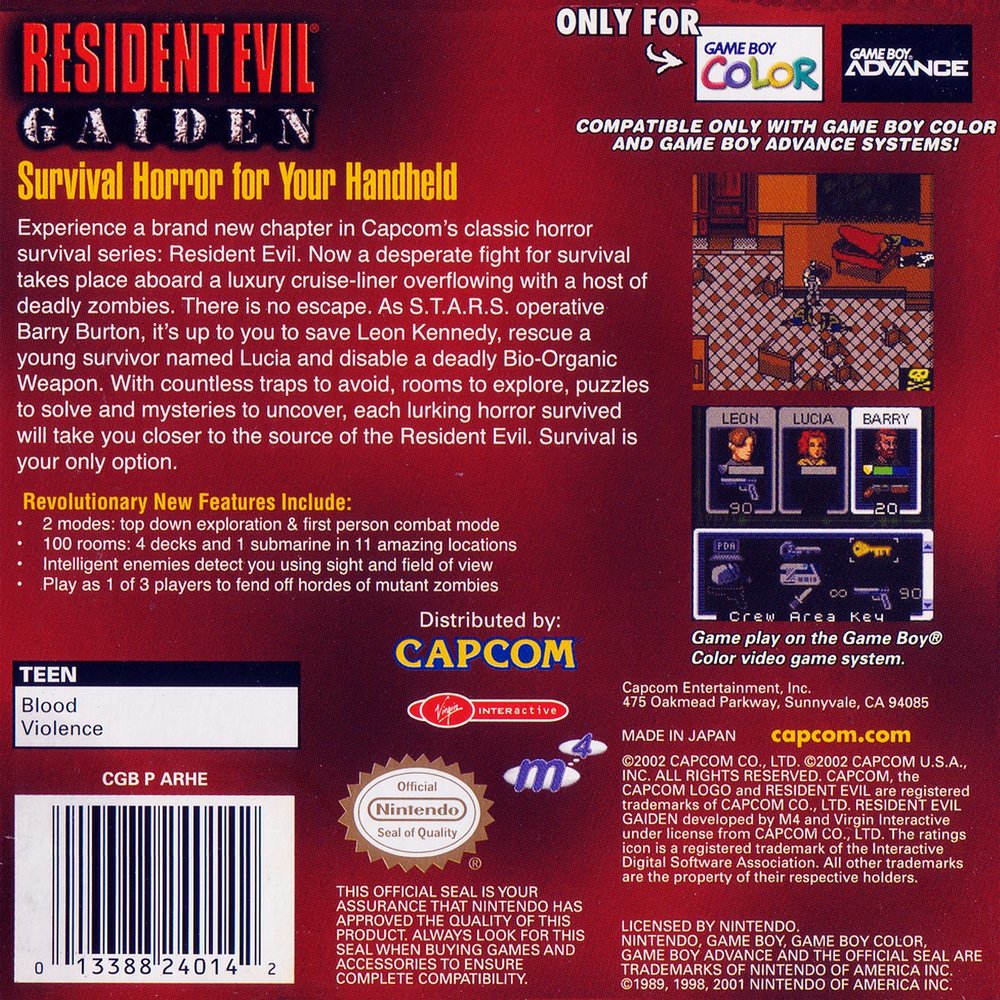 RESIDENT EVIL®
GAIDEN
ONLY FOR
GAME BOY
COLOR
GAME BOY
ADVANCE
COMPATIBLE ONLY WITH GAME BOY COLOR
AND GAME BOY ADVANCE SYSTEMS!
Survival Horror for Your Handheld
Experience a brand new chapter in Capcom's classic horror
survival series: Resident Evil. Now a desperate fight for survival
takes place aboard a luxury cruise-liner overflowing with a host of
deadly zombies. There is no escape. As S.T.A.R.S. operative
Barry Burton, it's up to you to save Leon Kennedy, rescue a
young survivor named Lucia and disable a deadly Bio-Organic
Weapon. With countless traps to avoid, rooms to explore, puzzles
to solve and mysteries to uncover, each lurking horror survived
will take you closer to the source of the Resident Evil. Survival is
your only option.
Revolutionary New Features Include:
• 2 modes: top down exploration & first person combat mode
• 100 rooms: 4 decks and 1 submarine in 11 amazing locations
• Intelligent enemies detect you using sight and field of view
• Play as 1 of 3 players to fend off hordes of mutant zombies
LEON LUCIA BARRY
90 20
PDA
∞ 90
Crew Area Key
Game play on the Game Boy®
Color video game system.
Distributed by:
CAPCOM
Virgin INTERactive
m4
TEEN
Blood
Violence
CGB P ARHE
0 13388 24014 2
Official
Nintendo
Seal of Quality
®
THIS OFFICIAL SEAL IS YOUR
ASSURANCE THAT NINTENDO HAS
APPROVED THE QUALITY OF THIS
PRODUCT. ALWAYS LOOK FOR THIS
SEAL WHEN BUYING GAMES AND
ACCESSORIES TO ENSURE
COMPLETE COMPATIBILITY.
Capcom Entertainment, Inc.
475 Oakmead Parkway, Sunnyvale, CA 94085
MADE IN JAPAN capcom.com
©2002 CAPCOM CO., LTD. ©2002 CAPCOM U.S.A.,
INC. ALL RIGHTS RESERVED. CAPCOM, the
CAPCOM LOGO and RESIDENT EVIL are registered
trademarks of CAPCOM CO., LTD. RESIDENT EVIL
GAIDEN developed by M4 and Virgin Interactive
under license from CAPCOM CO., LTD. The ratings
icon is a registered trademark of the Interactive
Digital Software Association. All other trademarks
are the property of their respective holders.
LICENSED BY NINTENDO.
NINTENDO, GAME BOY, GAME BOY COLOR,
GAME BOY ADVANCE AND THE OFFICIAL SEAL ARE
TRADEMARKS OF NINTENDO OF AMERICA INC.
©1989, 1998, 2001 NINTENDO OF AMERICA INC.